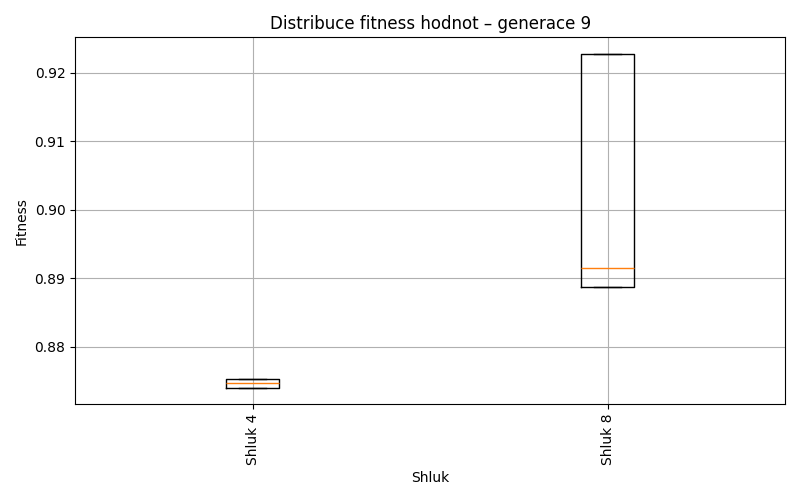 Distribuce fitness hodnot – generace 9
Fitness
0.92
0.91
0.90
0.89
0.88
Shluk 4
Shluk 8
Shluk